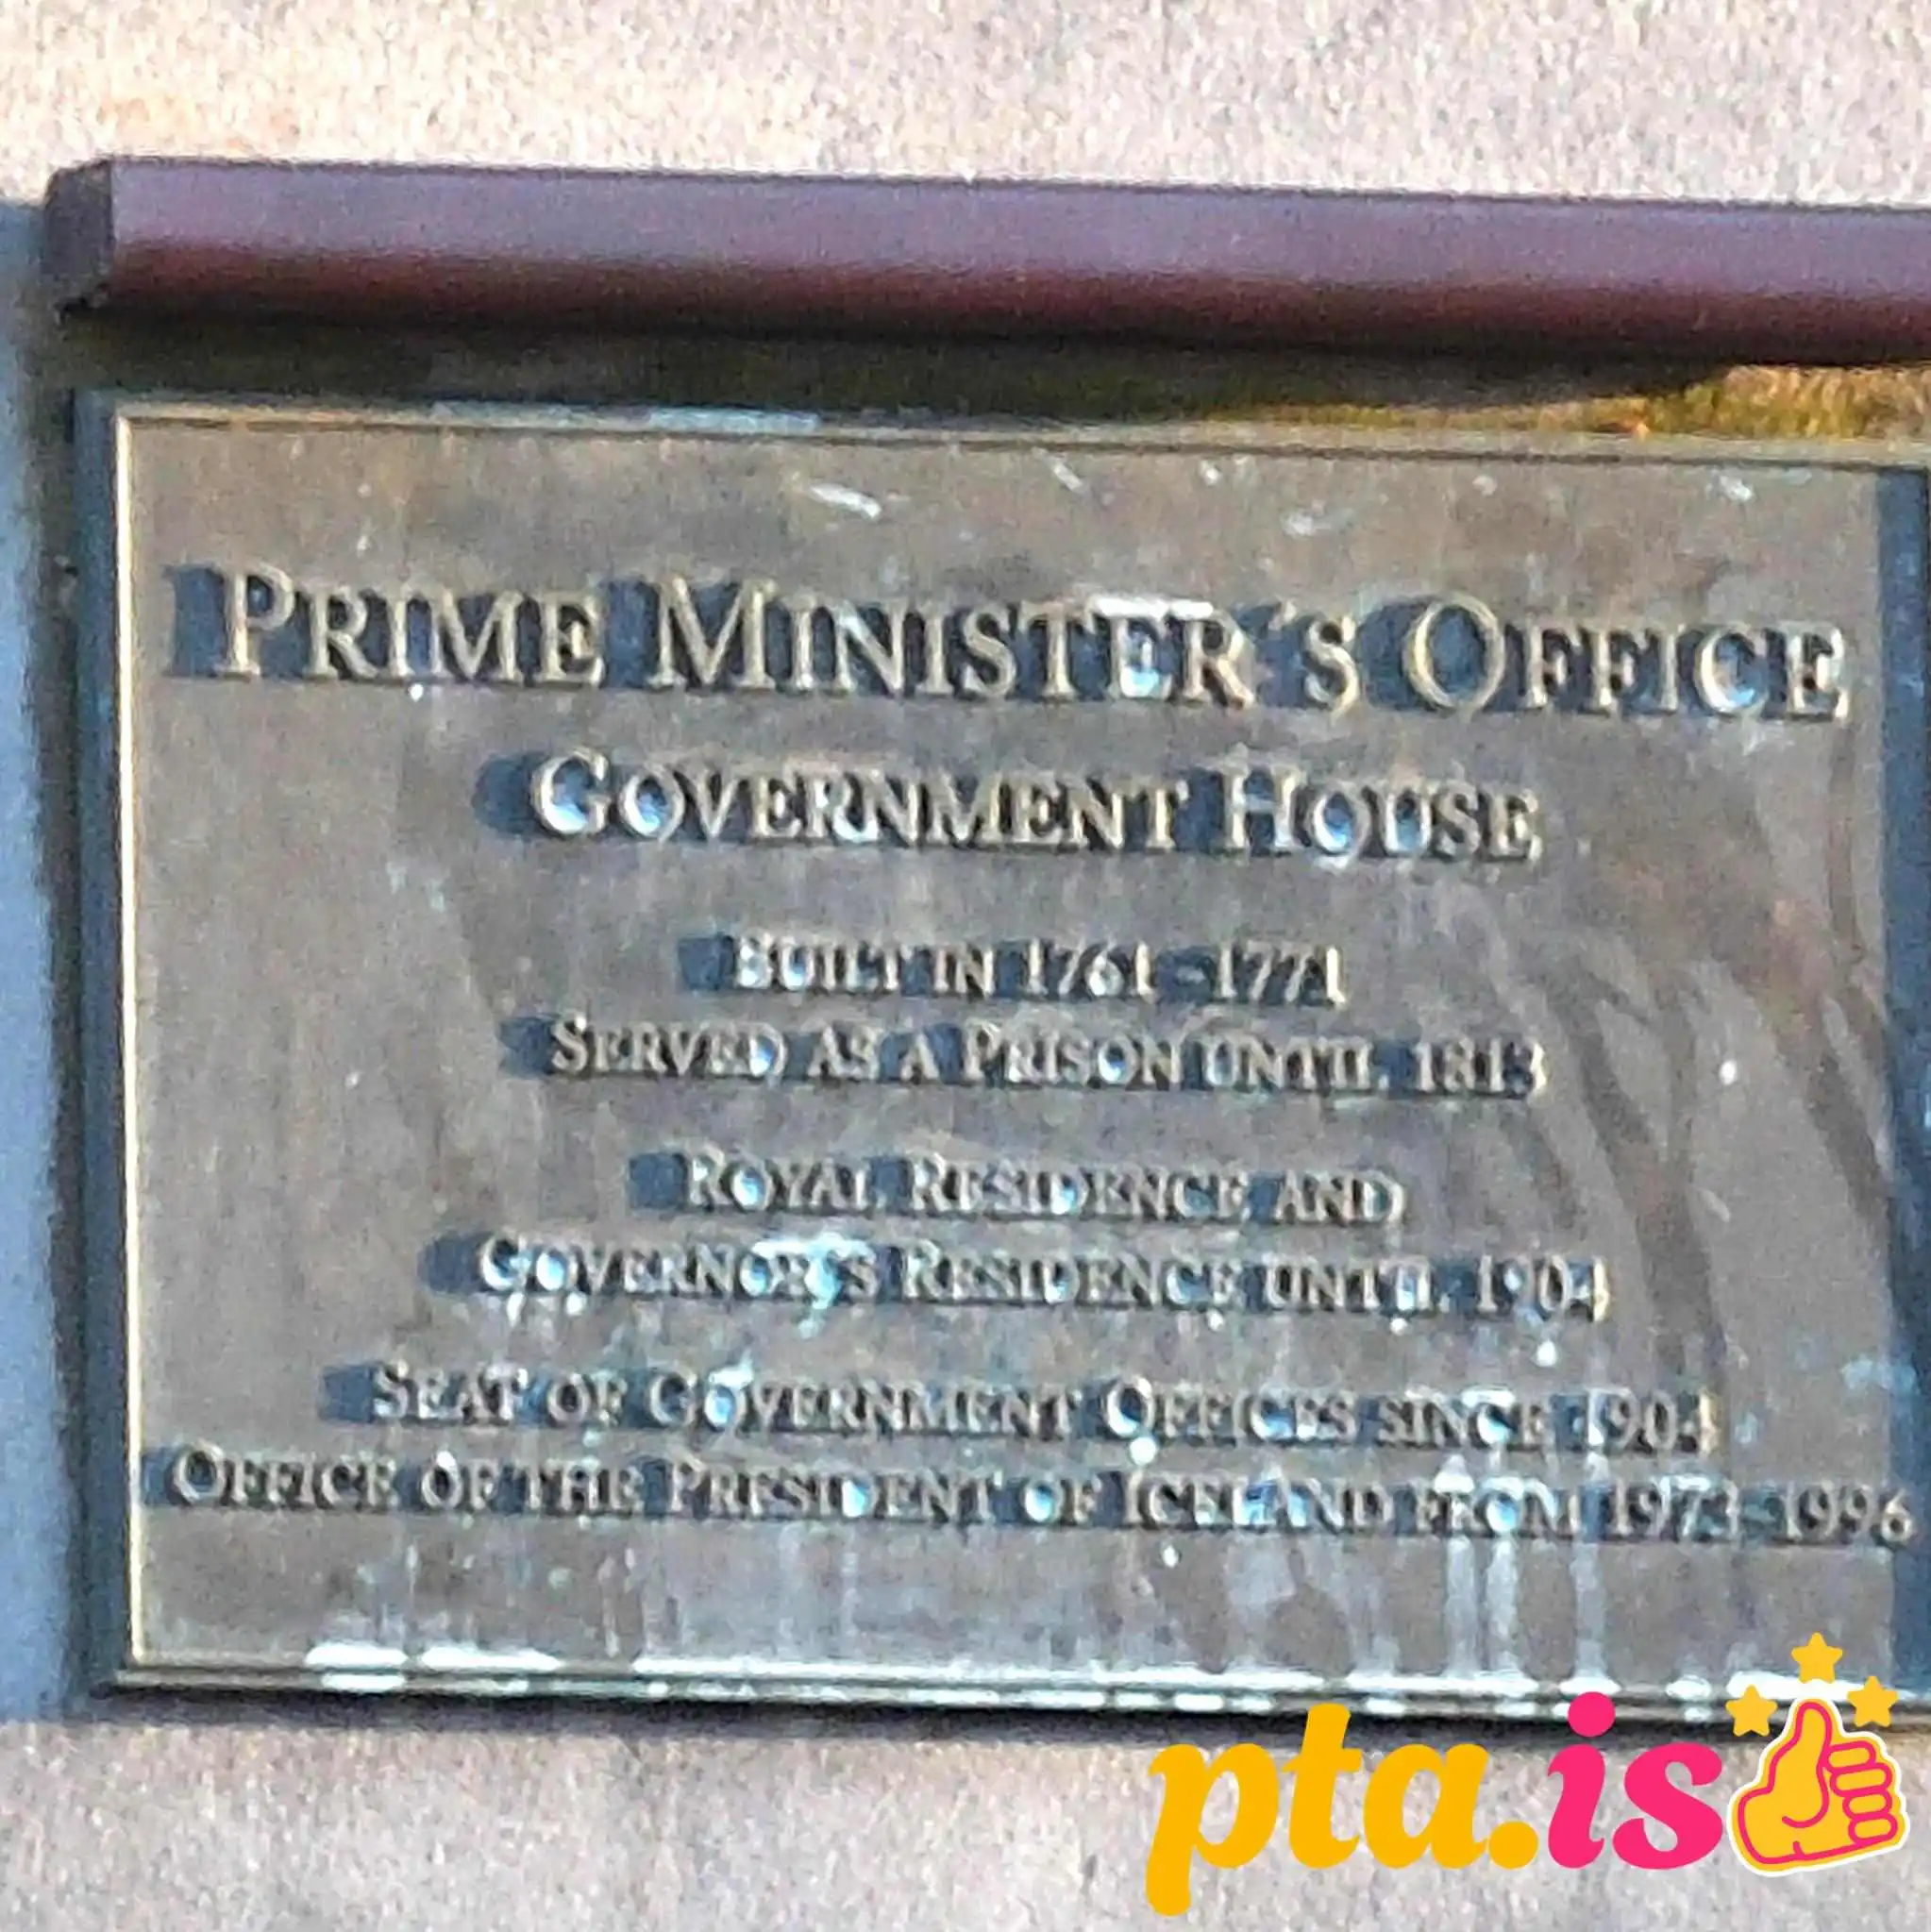 PRIME MINISTER´S OFFICE
GOVERNMENT HOUSE
BUILT IN 1761 - 1771
SERVED AS A PRISON UNTIL 1813
ROYAL RESIDENCE AND
GOVERNOR´S RESIDENCE UNTIL 1904
SEAT OF GOVERNMENT OFFICES SINCE 1904
OFFICE OF THE PRESIDENT OF ICELAND FROM 1973-1996
pta.is